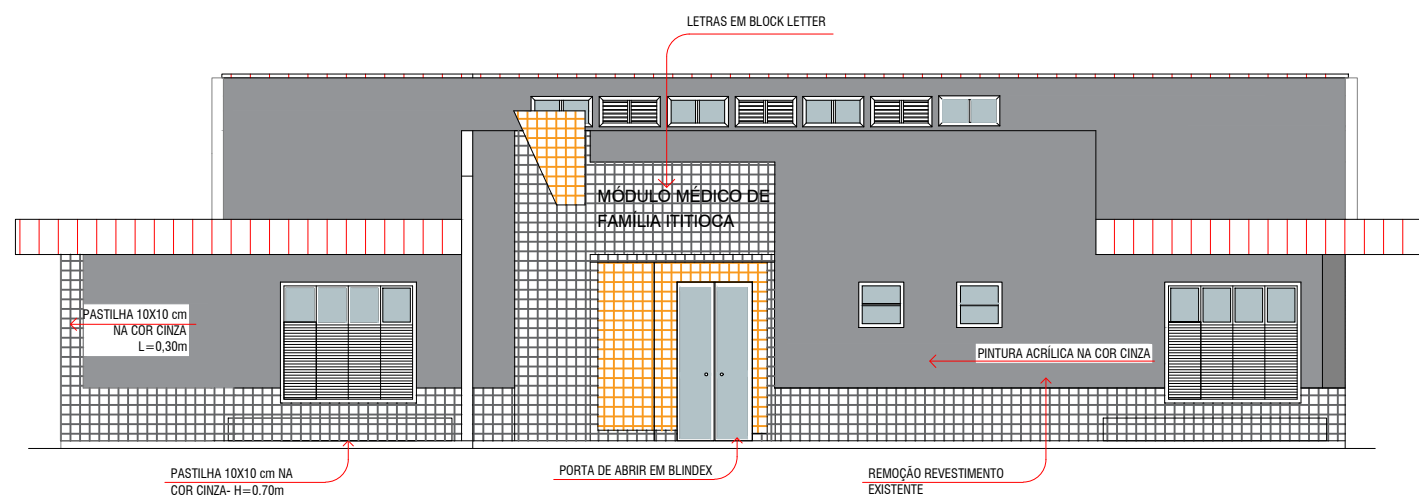 LETRAS EM BLOCK LETTER
MÓDULO MÉDICO DE
FAMÍLIA ITITIOCA
PASTILHA 10X10 cm
NA COR CINZA
L=0,30m
PINTURA ACRÍLICA NA COR CINZA
PASTILHA 10X10 cm NA
COR CINZA- H=0.70m
PORTA DE ABRIR EM BLINDEX
REMOÇÃO REVESTIMENTO
EXISTENTE